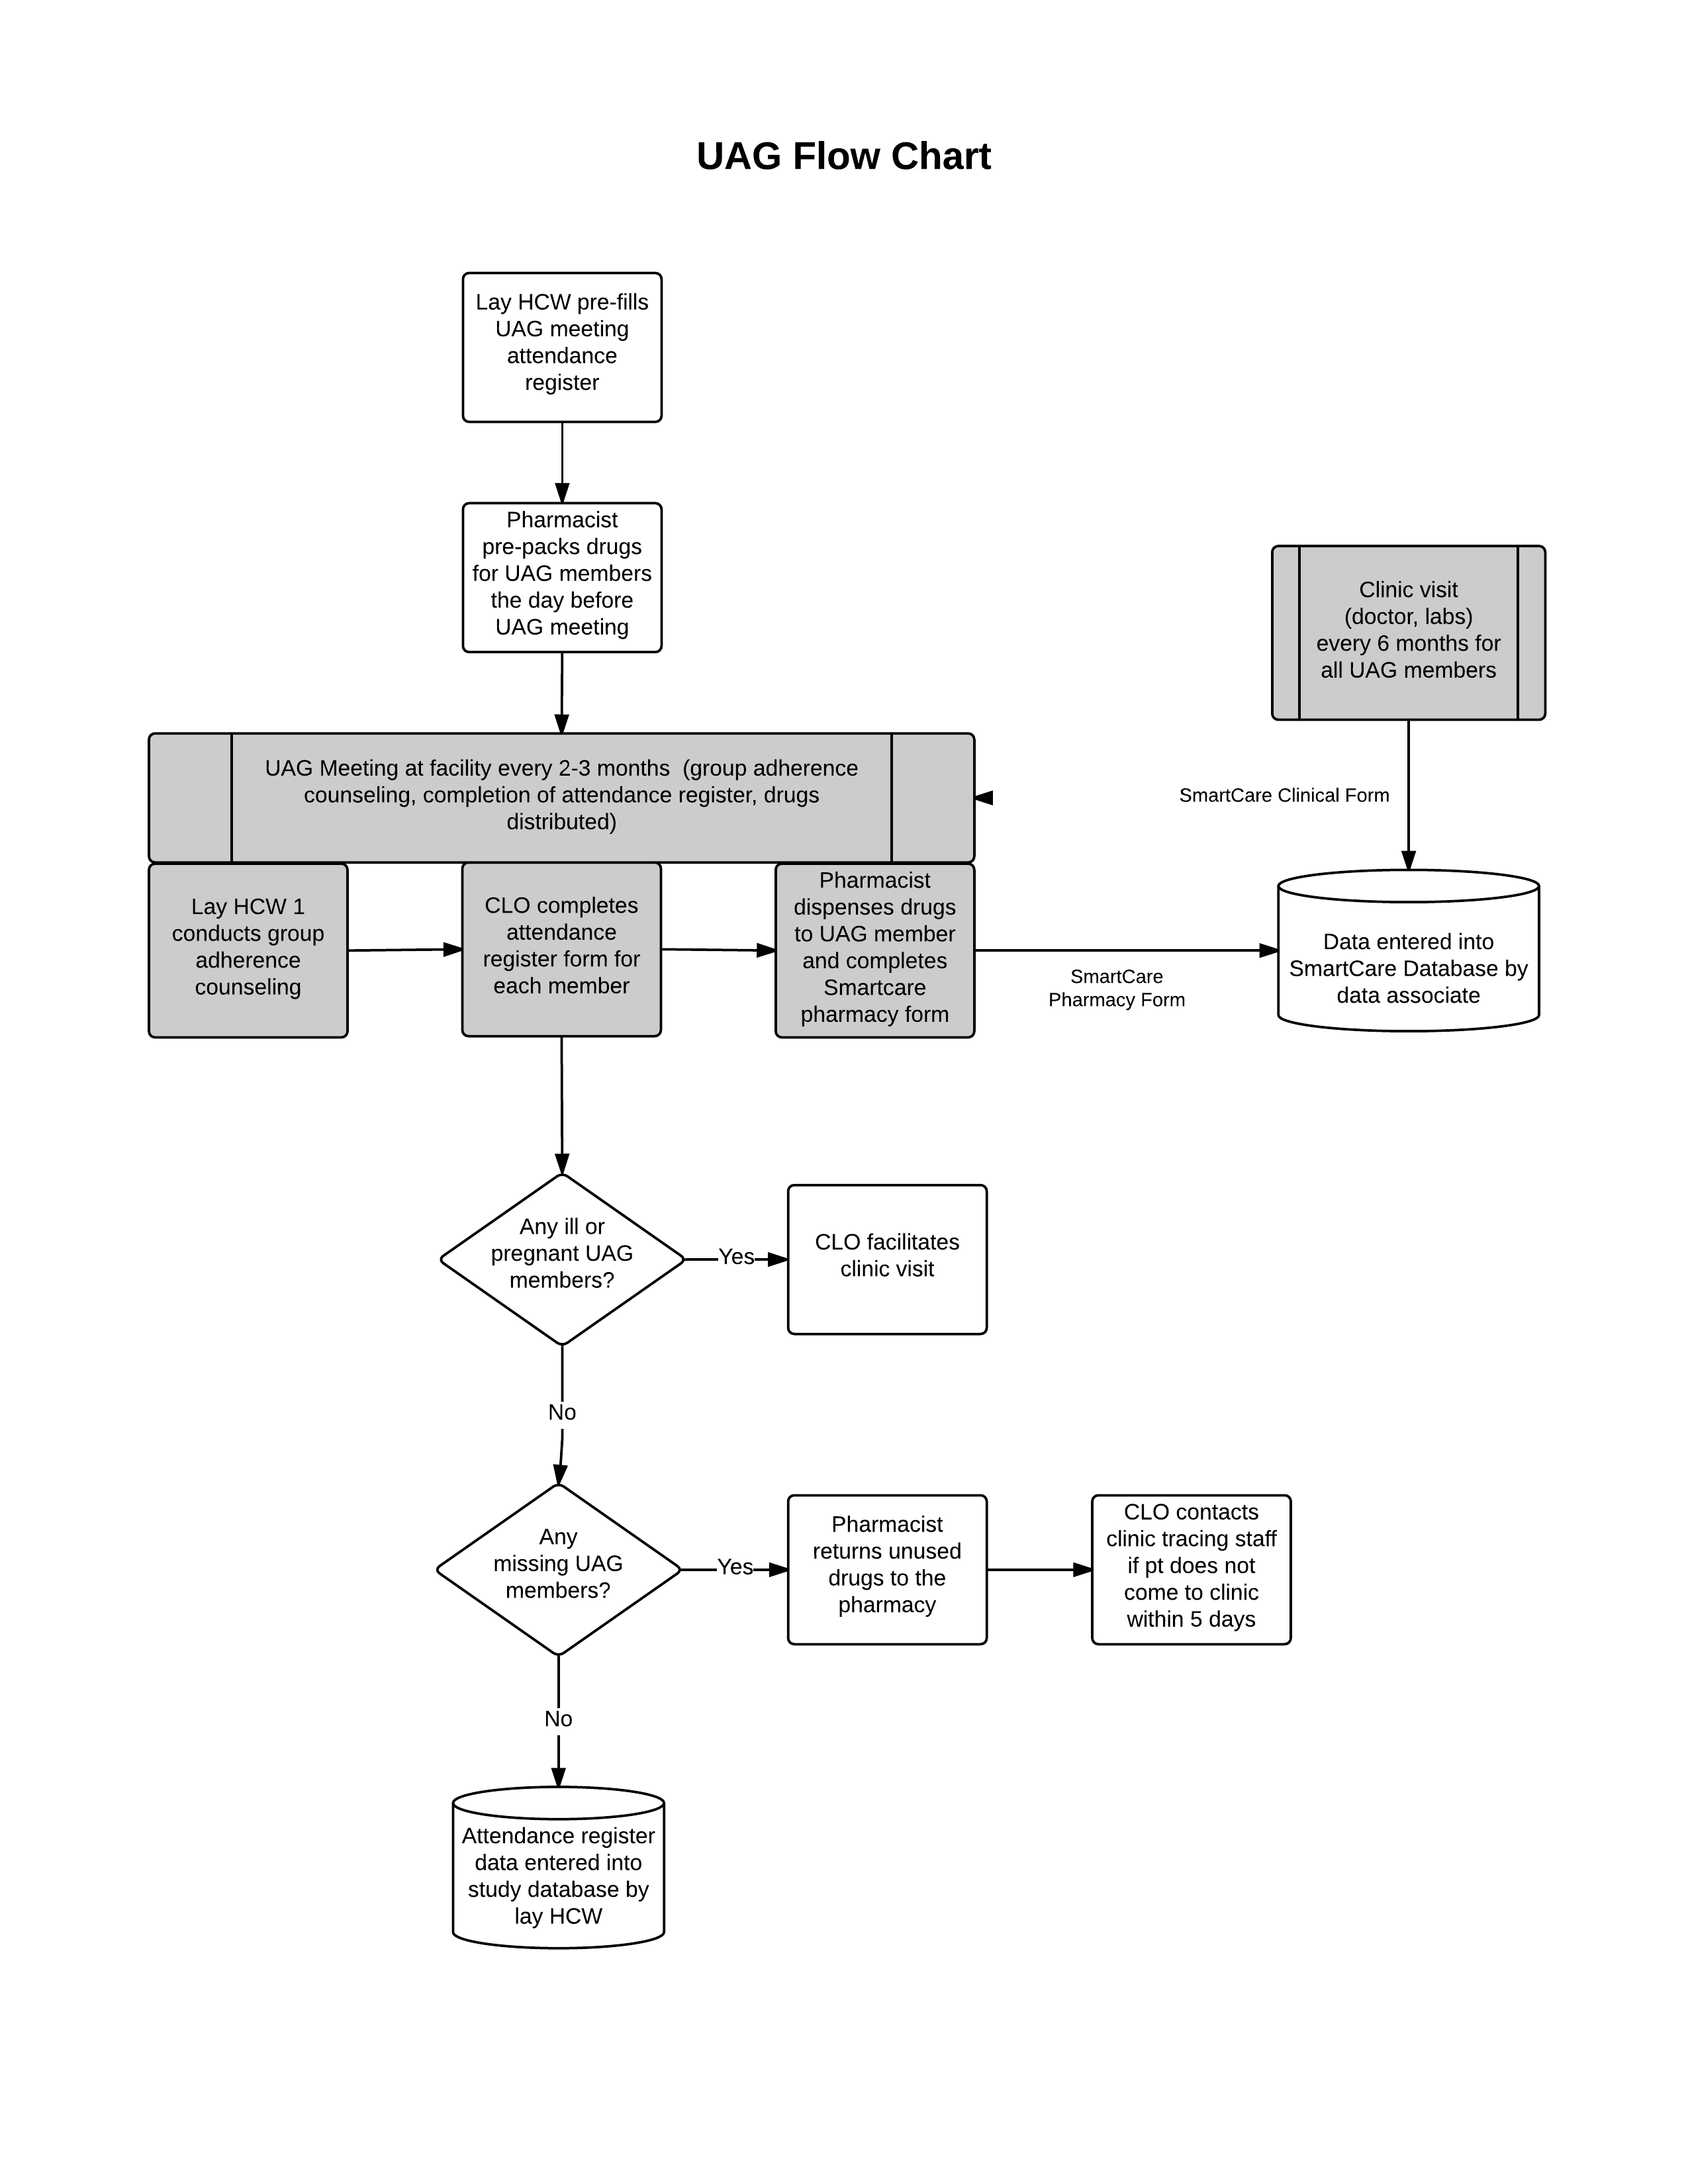 UAG Flow Chart
Lay HCW pre-fills
UAG meeting
attendance
register
Pharmacist
pre-packs drugs
for UAG members
the day before
UAG meeting
Clinic visit
(doctor, labs)
every 6 months for
all UAG members
UAG Meeting at facility every 2-3 months  (group adherence
counseling, completion of attendance register, drugs
distributed)
SmartCare Clinical Form
Lay HCW 1
conducts group
adherence
counseling
CLO completes
attendance
register form for
each member
Pharmacist
dispenses drugs
to UAG member
and completes
Smartcare
pharmacy form
SmartCare
Pharmacy Form
Data entered into
SmartCare Database by
data associate
Any ill or
pregnant UAG
members?
Yes
CLO facilitates
clinic visit
No
Any
missing UAG
members?
Yes
Pharmacist
returns unused
drugs to the
pharmacy
CLO contacts
clinic tracing staff
if pt does not
come to clinic
within 5 days
No
Attendance register
data entered into
study database by
lay HCW